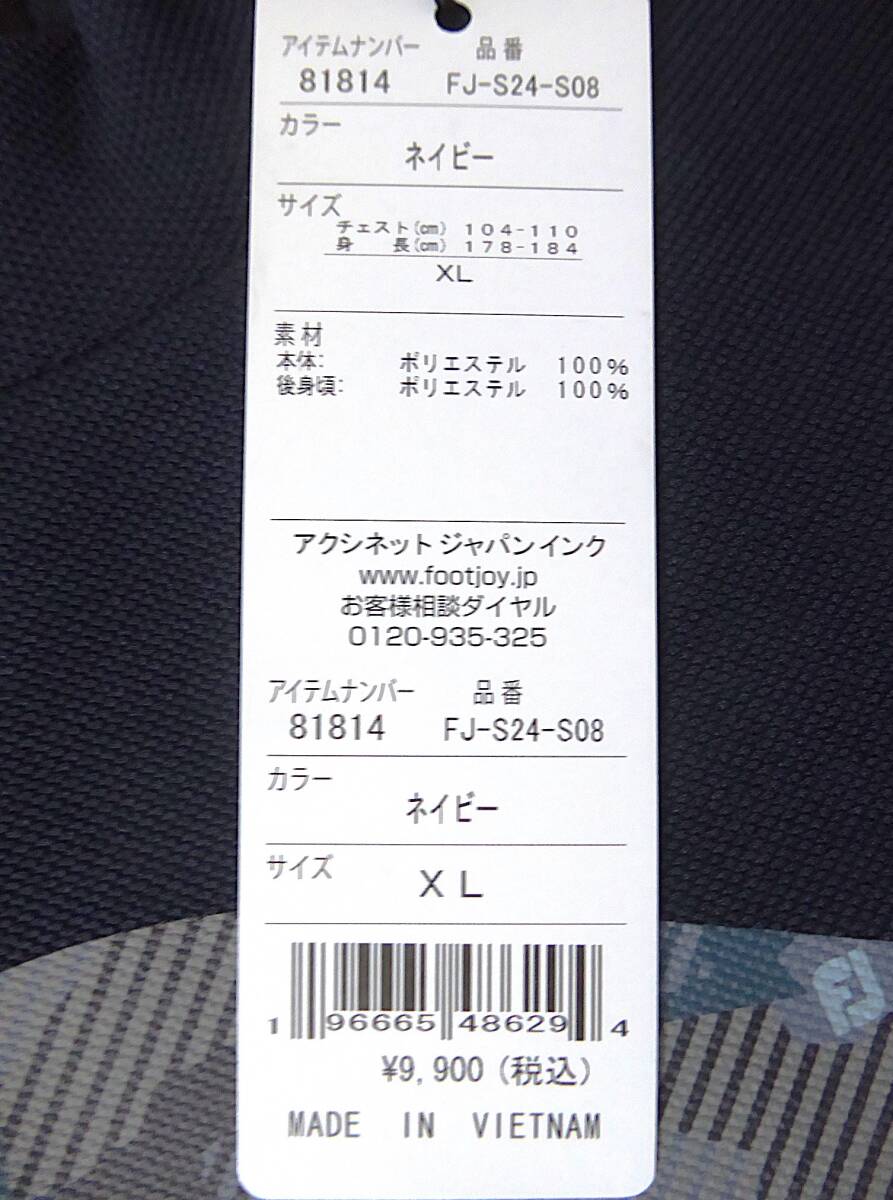 アイテムナンバー 品番
81814 FJ-S24-S08
カラー
ネイビー
サイズ
チェスト(㎝) 104-110
身 長(㎝) 178-184
XL
素材
本体: ポリエステル 100%
後身頃: ポリエステル 100%
アクシネット ジャパン インク
www.footjoy.jp
お客様相談ダイヤル
0120-935-325
アイテムナンバー 品番
81814 FJ-S24-S08
カラー
ネイビー
サイズ
XL
1 96665 48629 4
¥9,900 (税込)
MADE IN VIETNAM
FJ